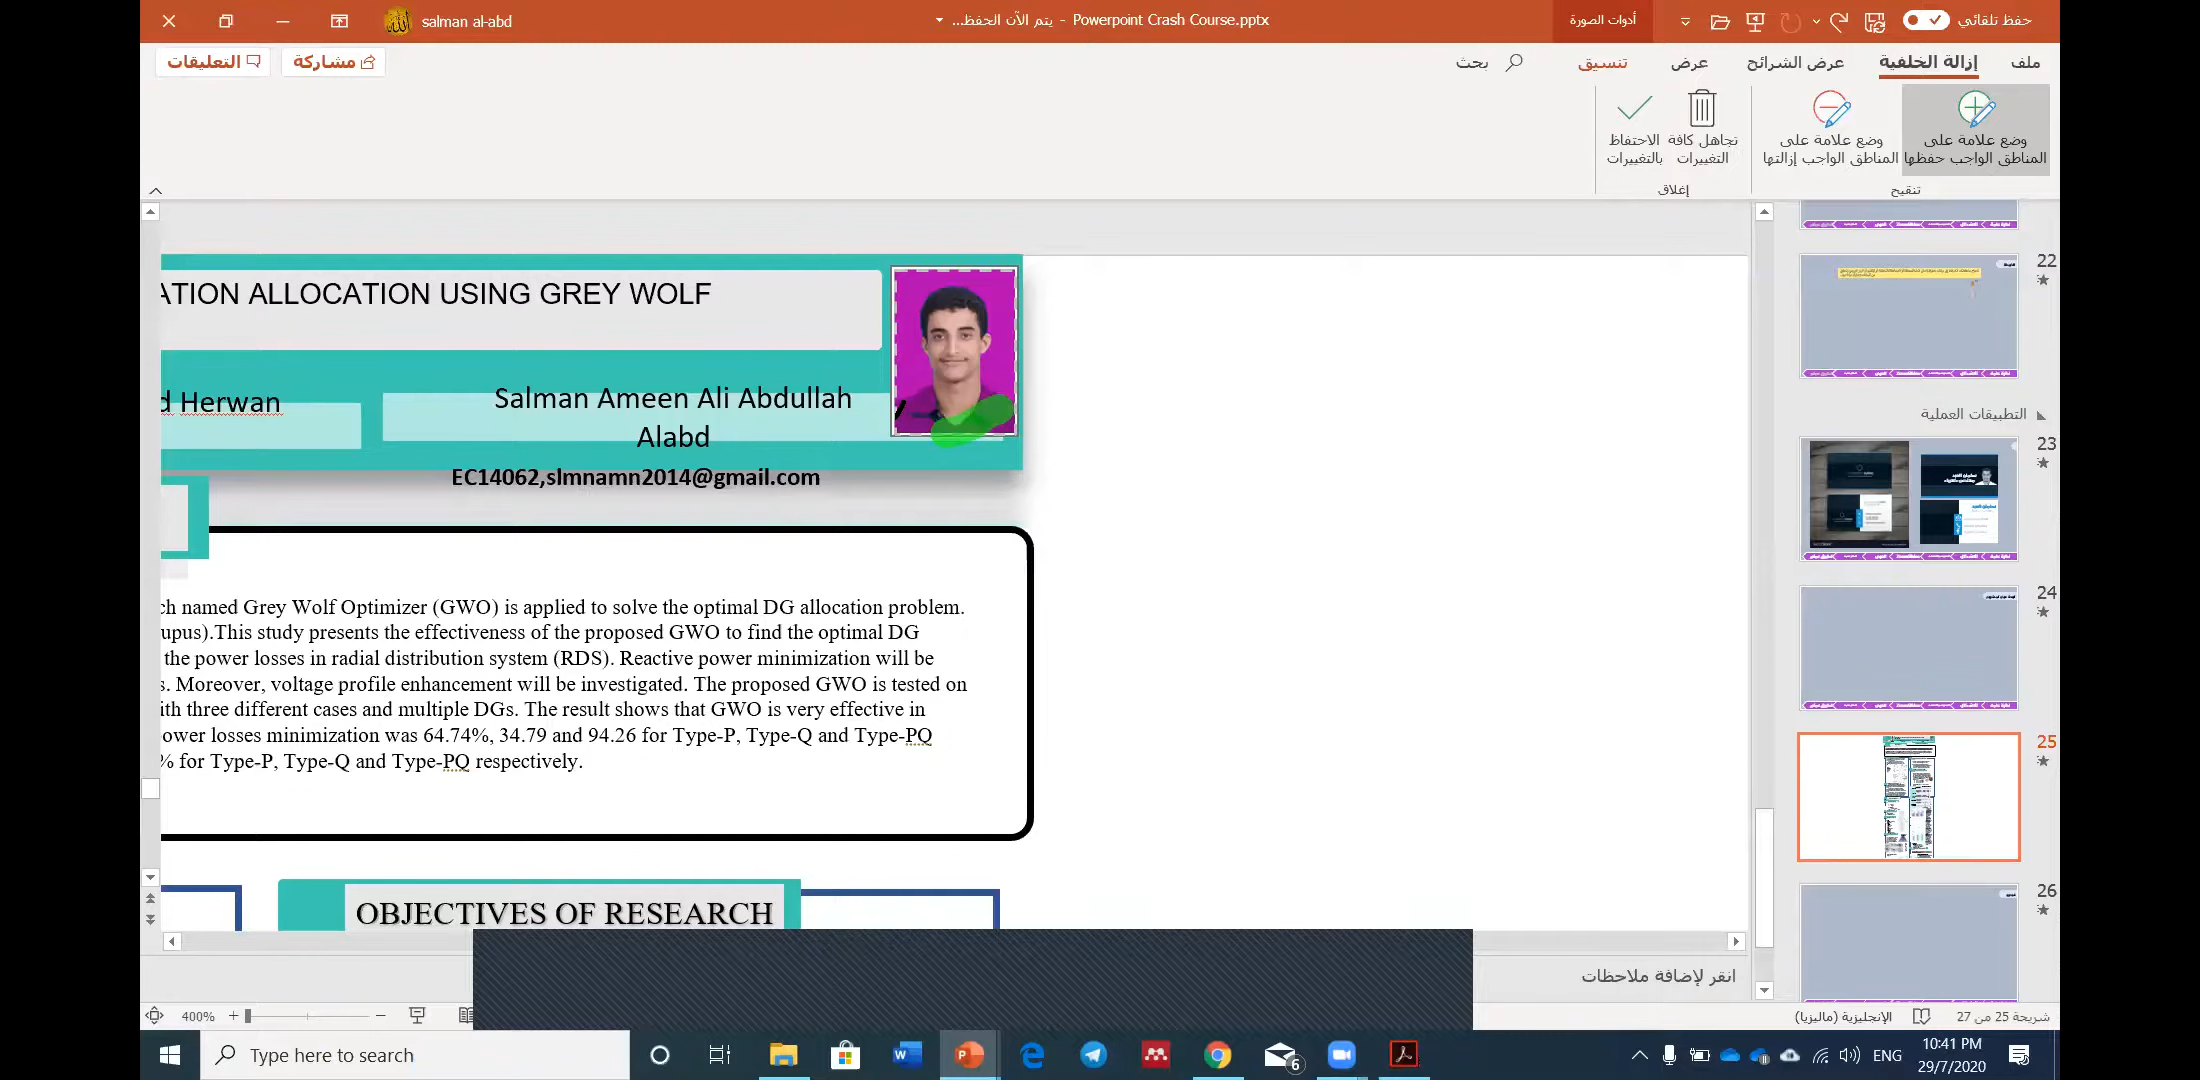 salman al-abd
Powerpoint Crash Course.pptx - يتم الآن الحفظ...
أدوات الصورة
حفظ تلقائي
ملف
إزالة الخلفية
عرض الشرائح
عرض
تنسيق
بحث
مشاركة
التعليقات
وضع علامة على
المناطق الواجب حفظها
وضع علامة على
المناطق الواجب إزالتها
تجاهل كافة
التغييرات
الاحتفاظ
بالتغييرات
تنقيح
إغلاق
ATION ALLOCATION USING GREY WOLF
d Herwan
Salman Ameen Ali Abdullah
Alabd
EC14062,slmnamn2014@gmail.com
ch named Grey Wolf Optimizer (GWO) is applied to solve the optimal DG allocation problem.
upus).This study presents the effectiveness of the proposed GWO to find the optimal DG
the power losses in radial distribution system (RDS). Reactive power minimization will be
s. Moreover, voltage profile enhancement will be investigated. The proposed GWO is tested on
ith three different cases and multiple DGs. The result shows that GWO is very effective in
ower losses minimization was 64.74%, 34.79 and 94.26 for Type-P, Type-Q and Type-PQ
% for Type-P, Type-Q and Type-PQ respectively.
OBJECTIVES OF RESEARCH
22
التطبيقات العملية
23
24
25
26
انقر لإضافة ملاحظات
شريحة 25 من 27
الإنجليزية (ماليزيا)
400%
Type here to search
6
ENG
10:41 PM
29/7/2020